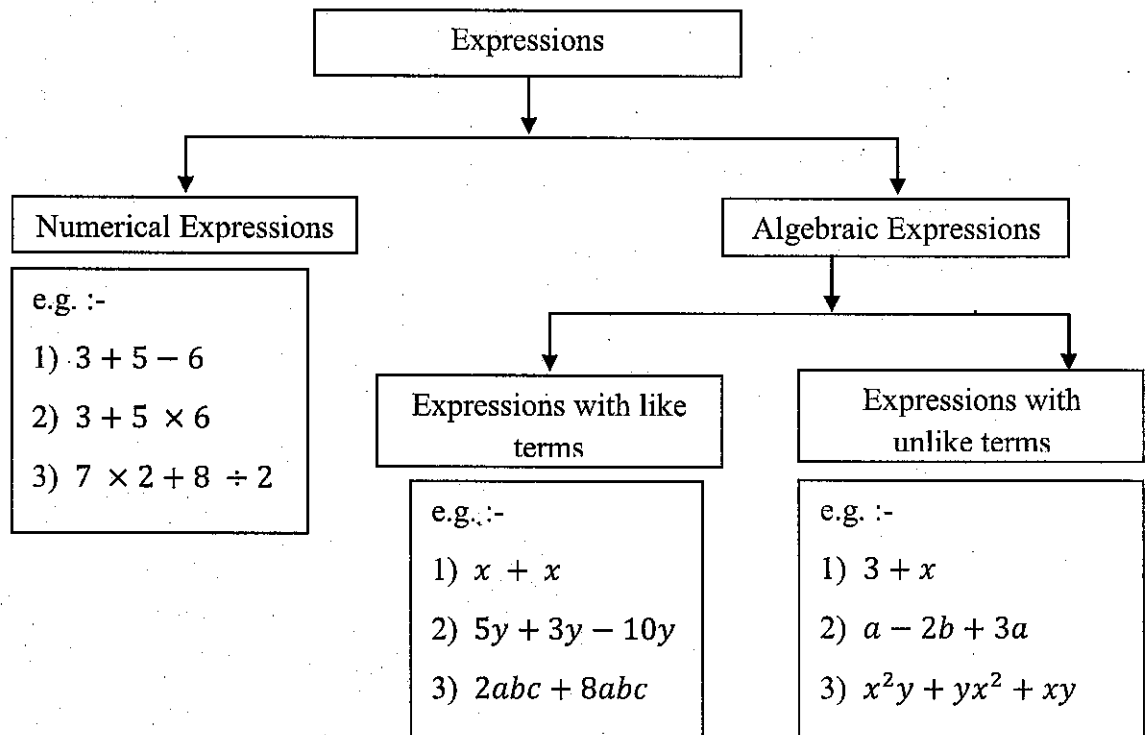 Expressions
Numerical Expressions
e.g. :-
1) 3 + 5 − 6
2) 3 + 5 × 6
3) 7 × 2 + 8 ÷ 2
Algebraic Expressions
Expressions with like
terms
e.g. :-
1) x + x
2) 5y + 3y − 10y
3) 2abc + 8abc
Expressions with
unlike terms
e.g. :-
1) 3 + x
2) a − 2b + 3a
3) x²y + yx² + xy